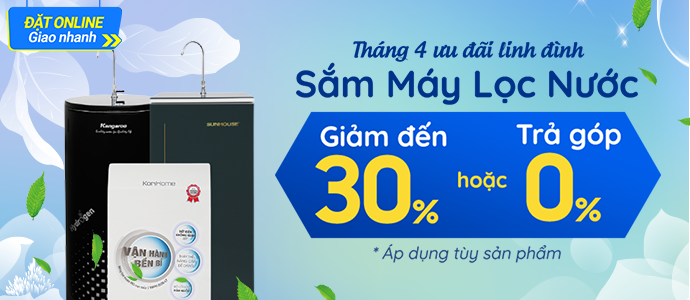 ĐẶT ONLINE
Giao nhanh
Tháng 4 ưu đãi linh đình
Sắm Máy Lọc Nước
Giảm đến
30%
hoặc
Trả góp
0%
* Áp dụng tùy sản phẩm
Kangaroo
SUNHOUSE
KoriHome
hydrogen
VẬN HÀNH
BỀN BỈ